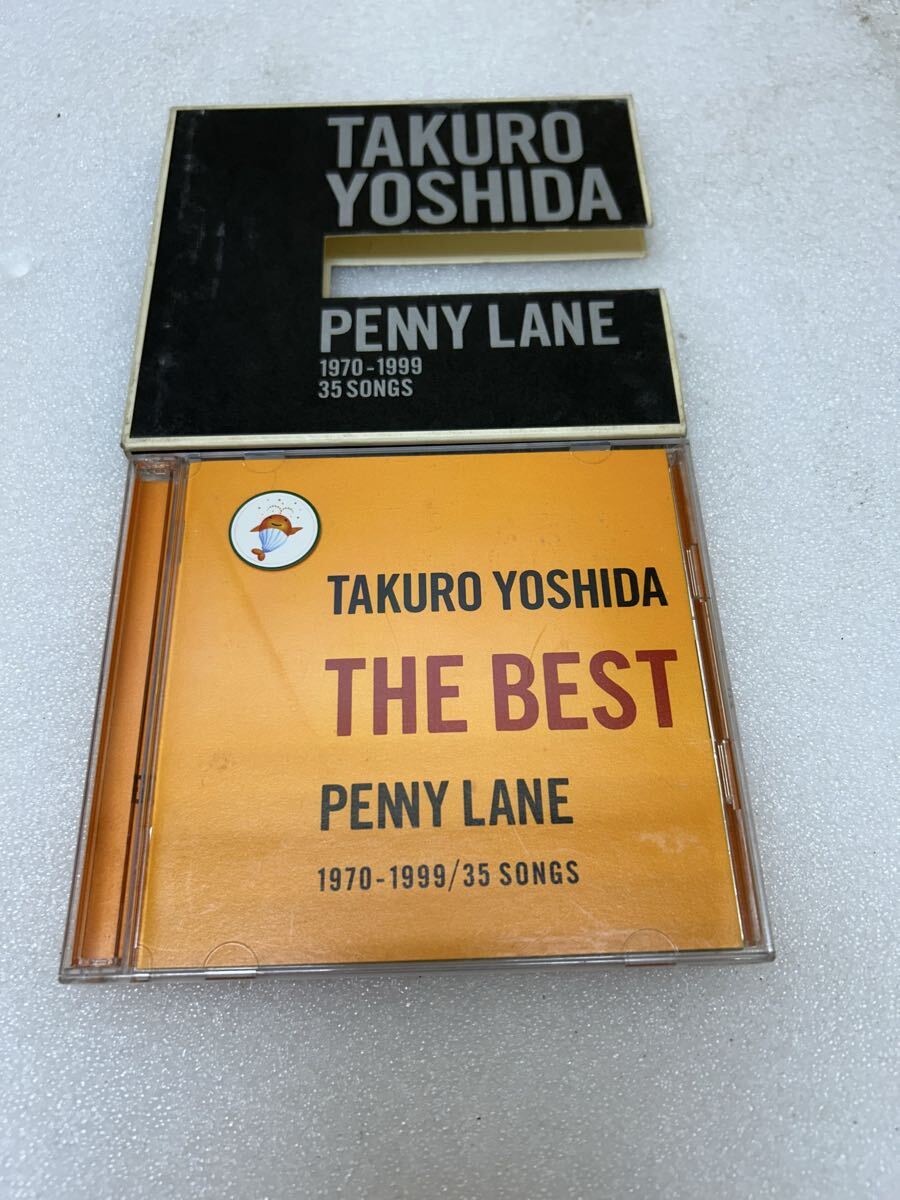 TAKURO
YOSHIDA
PENNY LANE
1970-1999
35 SONGS
TAKURO YOSHIDA
THE BEST
PENNY LANE
1970-1999/35 SONGS